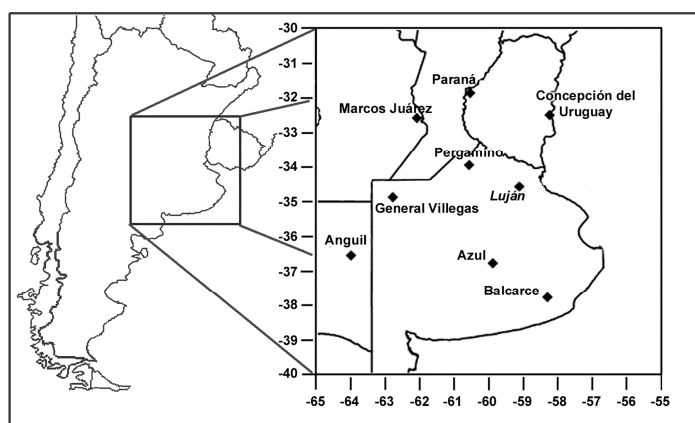 -30
-31
-32
-33
-34
-35
-36
-37
-38
-39
-40
Paraná
Marcos Juárez
Concepción del
Uruguay
Pergamino
Luján
General Villegas
Anguil
Azul
Balcarce
-65 -64 -63 -62 -61 -60 -59 -58 -57 -56 -55